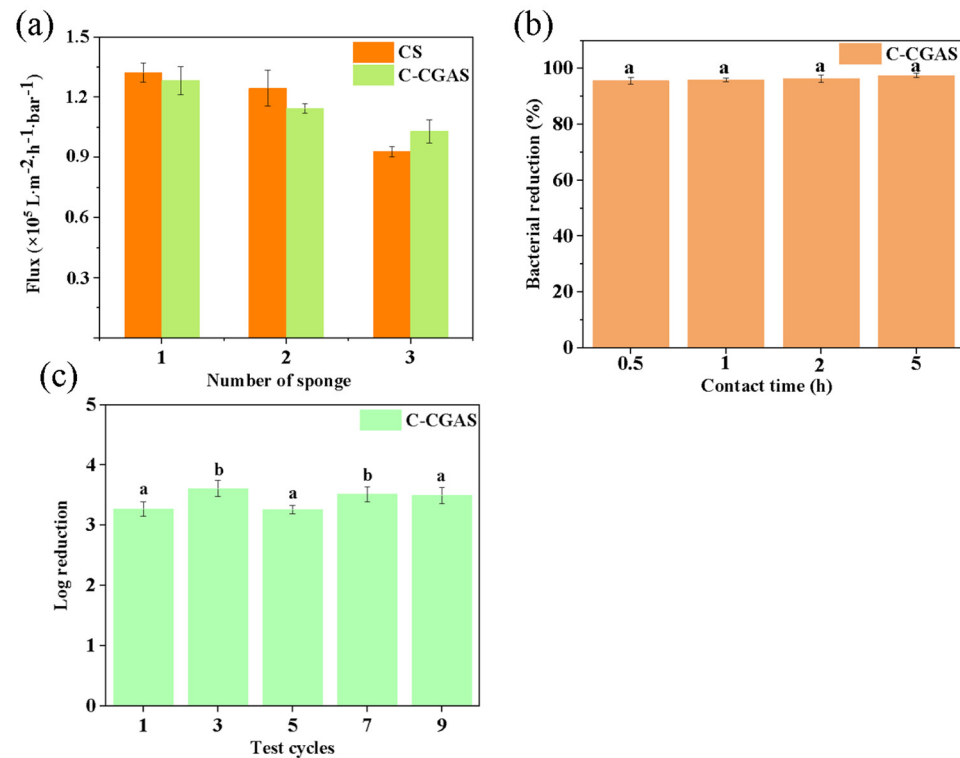 (a)
1.5
1.2
0.9
0.6
0.3
Flux (×10⁵ L·m⁻²·h⁻¹·bar⁻¹)
CS
C-CGAS
1 2 3
Number of sponge
(b)
100
80
60
40
20
0
Bacterial reduction (%)
C-CGAS
a a a a
0.5 1 2 5
Contact time (h)
(c)
5
4
3
2
1
0
Log reduction
C-CGAS
a b a b a
1 3 5 7 9
Test cycles